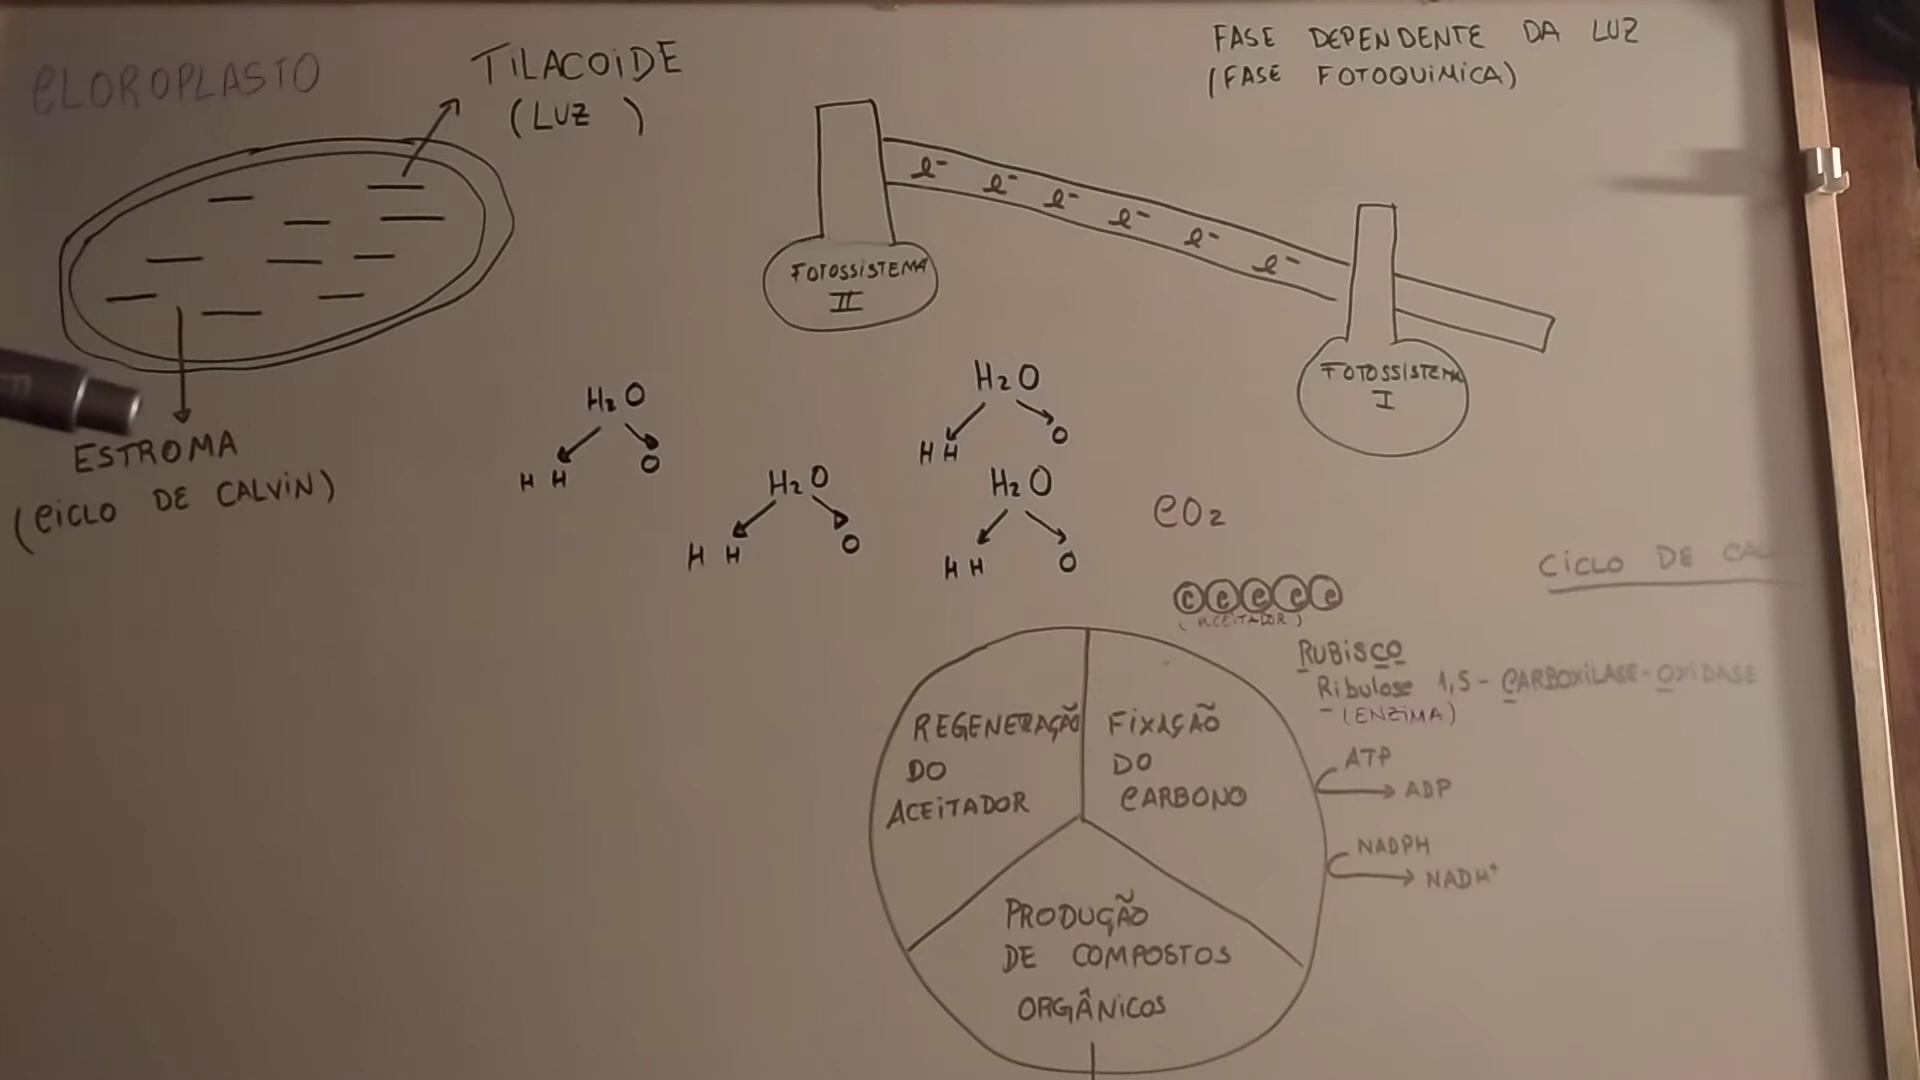 CLOROPLASTO
TILACOIDE
(LUZ )
ESTROMA
(CICLO DE CALVIN)
FASE DEPENDENTE DA LUZ
(FASE FOTOQUIMICA)
e- e- e- e- e- e-
FOTOSSISTEMA
II
FOTOSSISTEMA
I
H2O
H H O
H2O
H H O
H2O
H H O
H2O
H H O
CO2
CICLO DE
C C C C C
(ACEITADOR)
RUBISCO
Ribulose 1,5 - CARBOXILASE-OXIDASE
(ENZIMA)
ATP
ADP
NADPH
NADH+
REGENERAÇÃO
DO
ACEITADOR
FIXAÇÃO
DO
CARBONO
PRODUÇÃO
DE COMPOSTOS
ORGÂNICOS